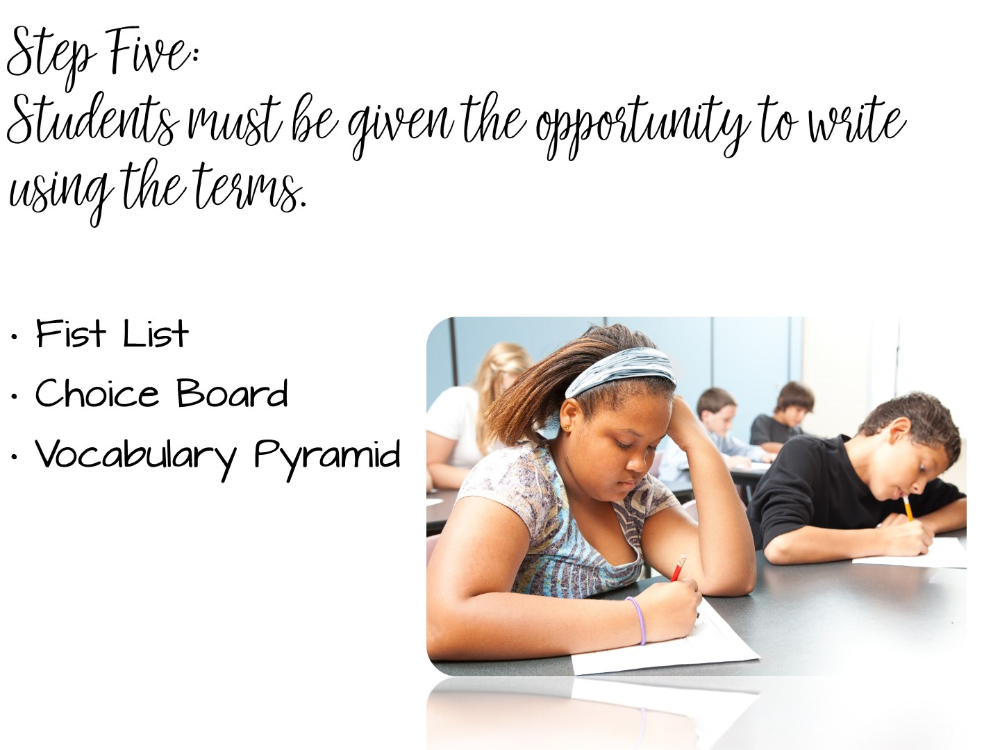 Step Five:
Students must be given the opportunity to write
using the terms.
• Fist List
• Choice Board
• Vocabulary Pyramid